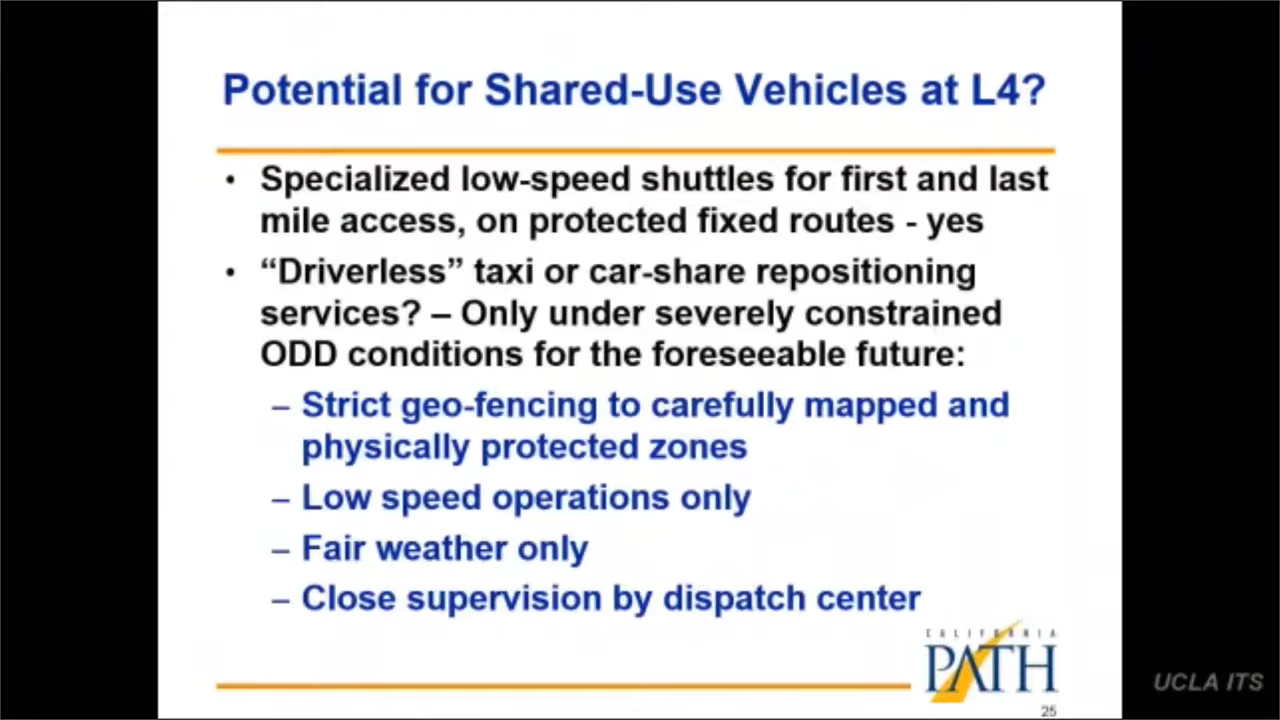 Potential for Shared-Use Vehicles at L4?
• Specialized low-speed shuttles for first and last
mile access, on protected fixed routes - yes
• “Driverless” taxi or car-share repositioning
services? – Only under severely constrained
ODD conditions for the foreseeable future:
– Strict geo-fencing to carefully mapped and
physically protected zones
– Low speed operations only
– Fair weather only
– Close supervision by dispatch center
CALIFORNIA
PATH
25
UCLA ITS